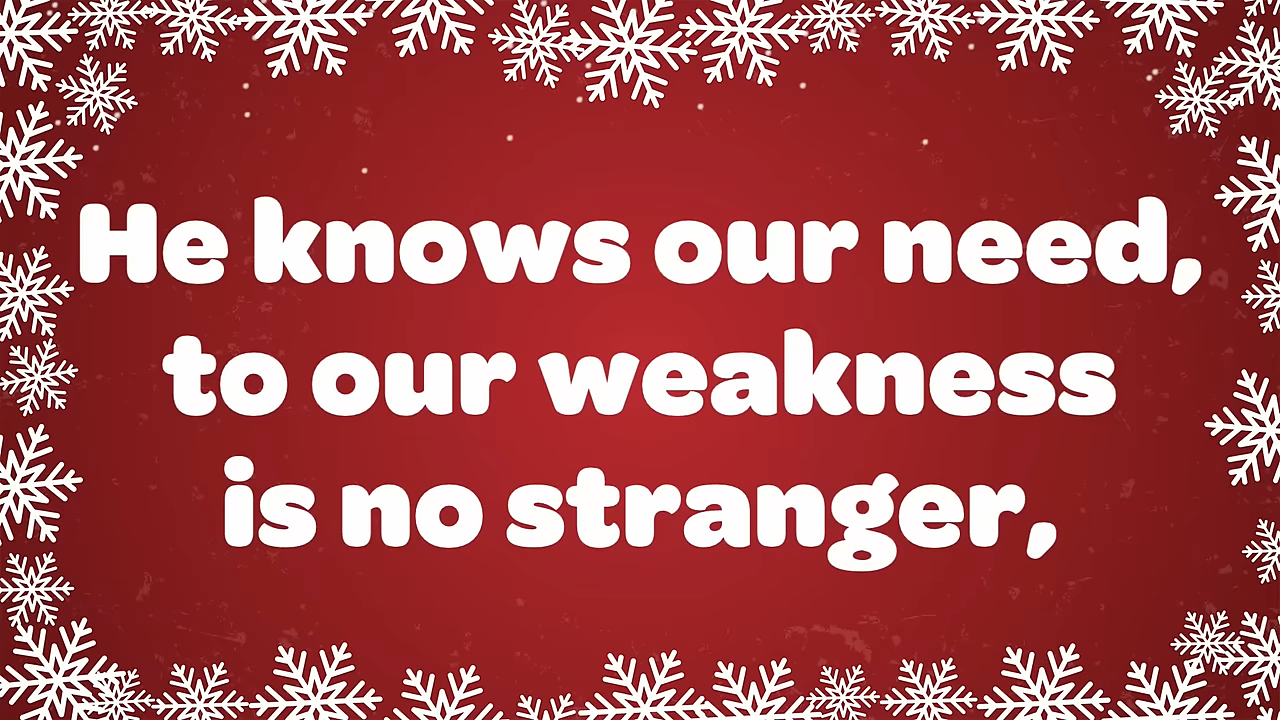 He knows our need,
to our weakness
is no stranger,